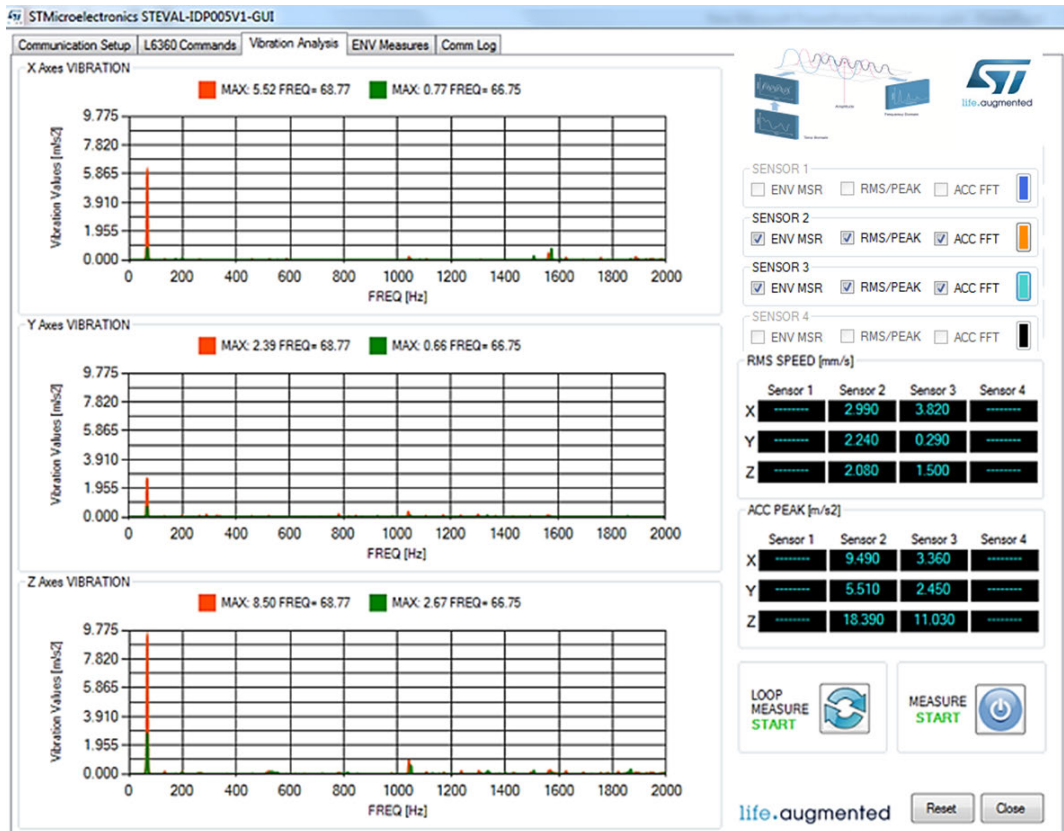 STMicroelectronics STEVAL-IDP005V1-GUI
Communication Setup L6360 Commands Vibration Analysis ENV Measures Comm Log
X Axes VIBRATION
MAX: 5.52 FREQ= 68.77 MAX: 0.77 FREQ= 66.75
Vibration Values [m/s2]
9.775
7.820
5.865
3.910
1.955
0.000
0 200 400 600 800 1000 1200 1400 1600 1800 2000
FREQ [Hz]
Y Axes VIBRATION
MAX: 2.39 FREQ= 68.77 MAX: 0.66 FREQ= 66.75
Vibration Values [m/s2]
9.775
7.820
5.865
3.910
1.955
0.000
0 200 400 600 800 1000 1200 1400 1600 1800 2000
FREQ [Hz]
Z Axes VIBRATION
MAX: 8.50 FREQ= 68.77 MAX: 2.67 FREQ= 66.75
Vibration Values [m/s2]
9.775
7.820
5.865
3.910
1.955
0.000
0 200 400 600 800 1000 1200 1400 1600 1800 2000
FREQ [Hz]
Amplitude
Frequency Domain
Time Domain
ST
life.augmented
SENSOR 1
ENV MSR RMS/PEAK ACC FFT
SENSOR 2
ENV MSR RMS/PEAK ACC FFT
SENSOR 3
ENV MSR RMS/PEAK ACC FFT
SENSOR 4
ENV MSR RMS/PEAK ACC FFT
RMS SPEED [mm/s]
Sensor 1 Sensor 2 Sensor 3 Sensor 4
X -------- 2.990 3.820 --------
Y -------- 2.240 0.290 --------
Z -------- 2.080 1.500 --------
ACC PEAK [m/s2]
Sensor 1 Sensor 2 Sensor 3 Sensor 4
X -------- 9.490 3.360 --------
Y -------- 5.510 2.450 --------
Z -------- 18.390 11.030 --------
LOOP
MEASURE
START
MEASURE
START
life.augmented
Reset Close